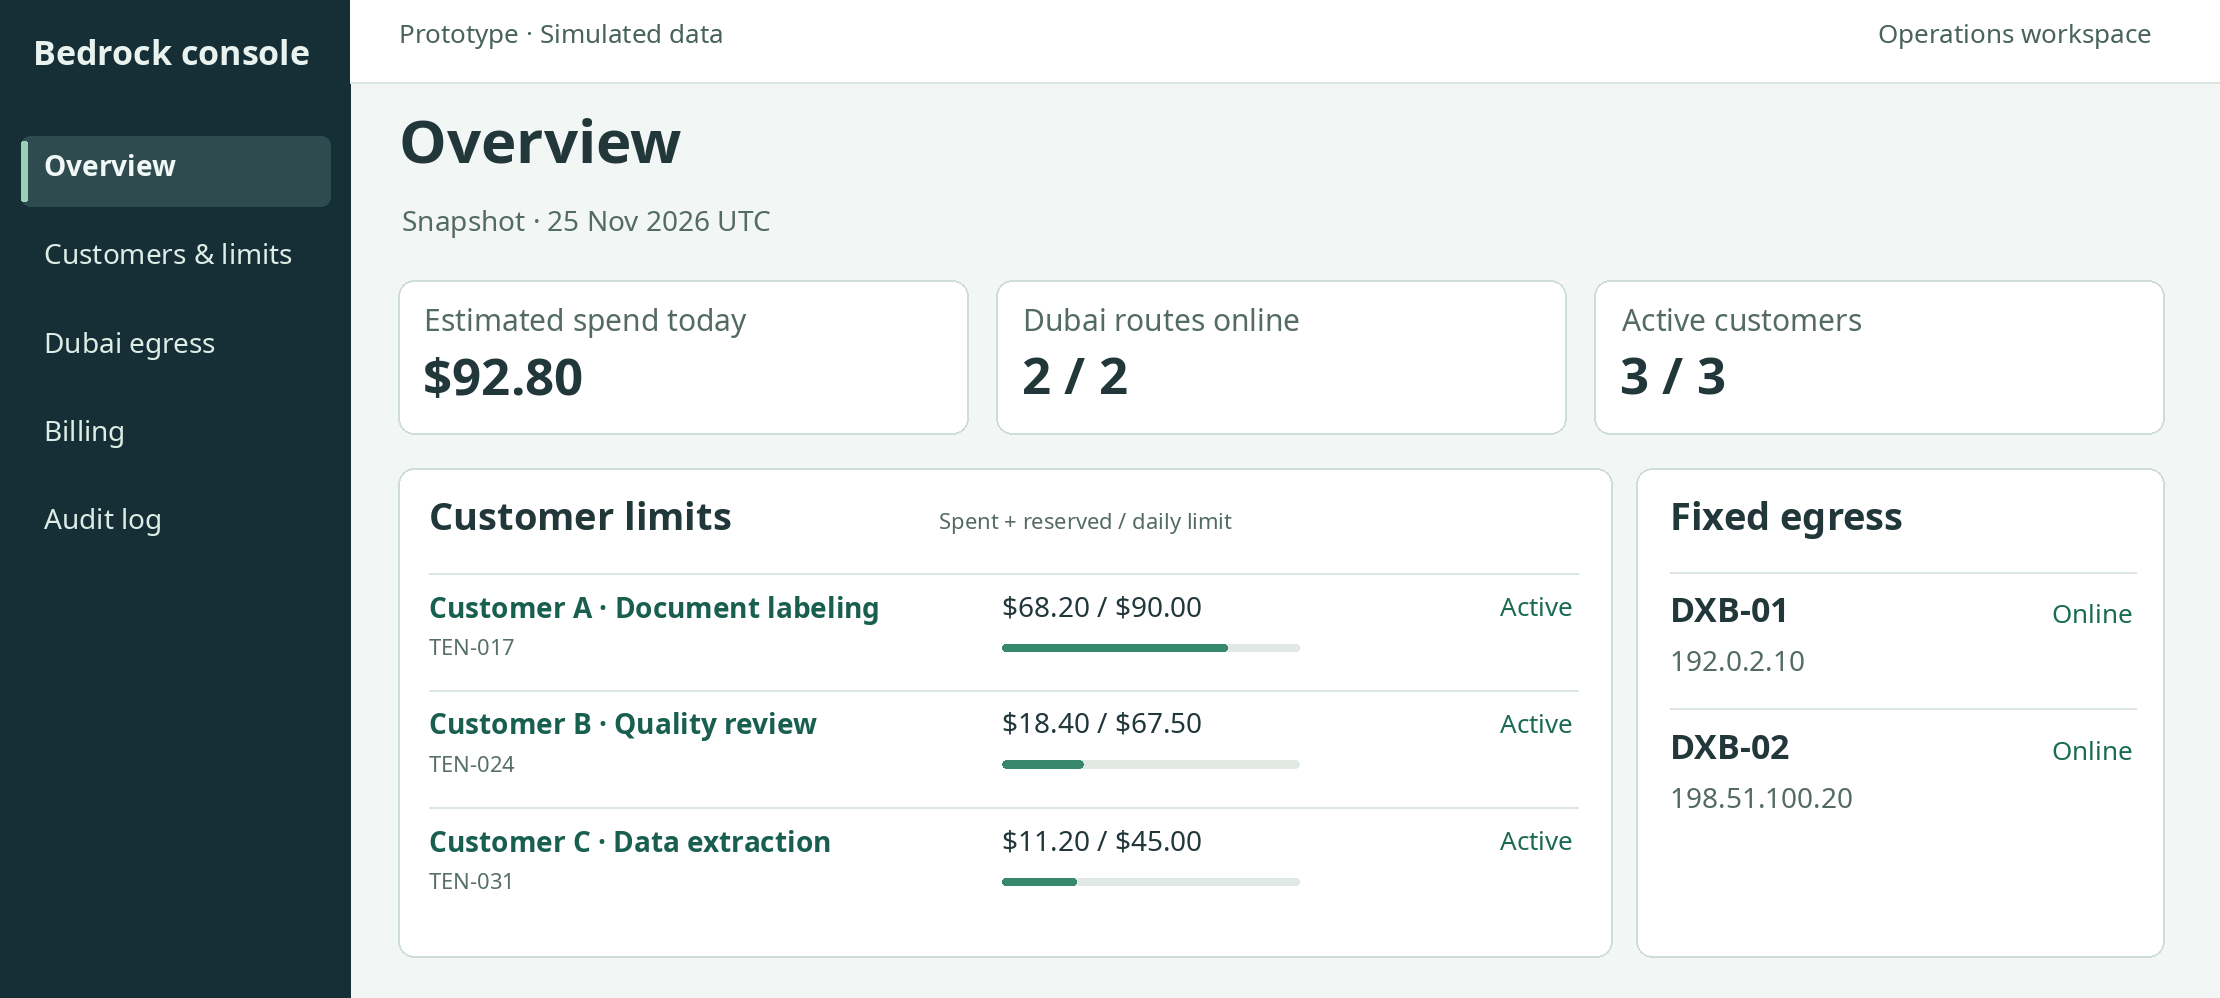 Bedrock console
Overview
Customers & limits
Dubai egress
Billing
Audit log
Prototype · Simulated data
Operations workspace
Overview
Snapshot · 25 Nov 2026 UTC
Estimated spend today
$92.80
Dubai routes online
2 / 2
Active customers
3 / 3
Customer limits
Spent + reserved / daily limit
Customer A · Document labeling
$68.20 / $90.00
Active
TEN-017
Customer B · Quality review
$18.40 / $67.50
Active
TEN-024
Customer C · Data extraction
$11.20 / $45.00
Active
TEN-031
Fixed egress
DXB-01
Online
192.0.2.10
DXB-02
Online
198.51.100.20